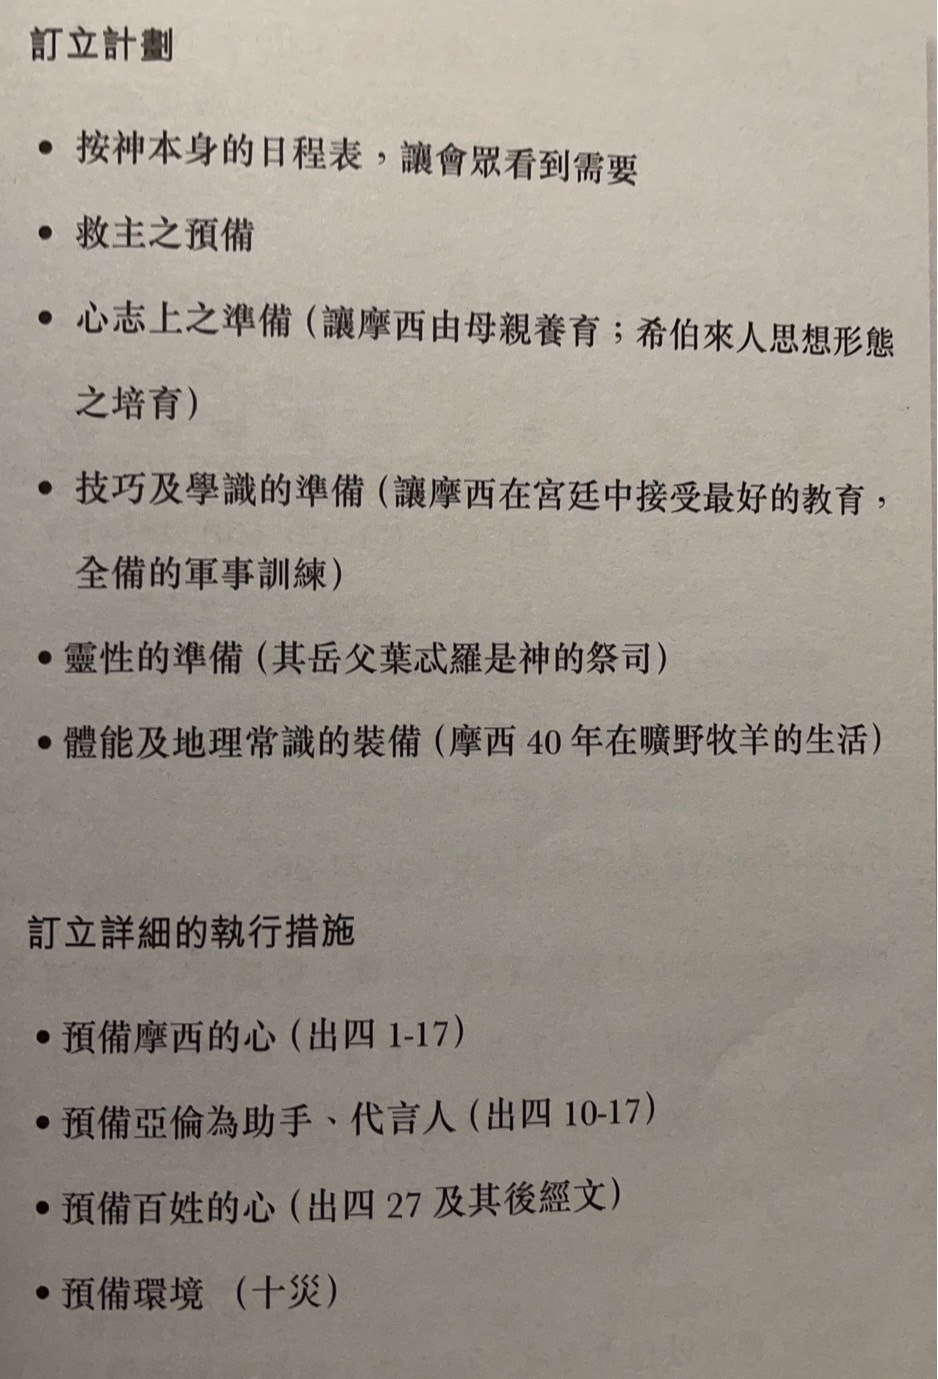 訂立計劃
• 按神本身的日程表，讓會眾看到需要
• 救主之預備
• 心志上之準備（讓摩西由母親養育；希伯來人思想形態
之培育）
• 技巧及學識的準備（讓摩西在宮廷中接受最好的教育，
全備的軍事訓練）
• 靈性的準備（其岳父葉忒羅是神的祭司）
• 體能及地理常識的裝備（摩西 40 年在曠野牧羊的生活）
訂立詳細的執行措施
• 預備摩西的心（出四 1-17）
• 預備亞倫為助手、代言人（出四 10-17）
• 預備百姓的心（出四 27 及其後經文）
• 預備環境 （十災）